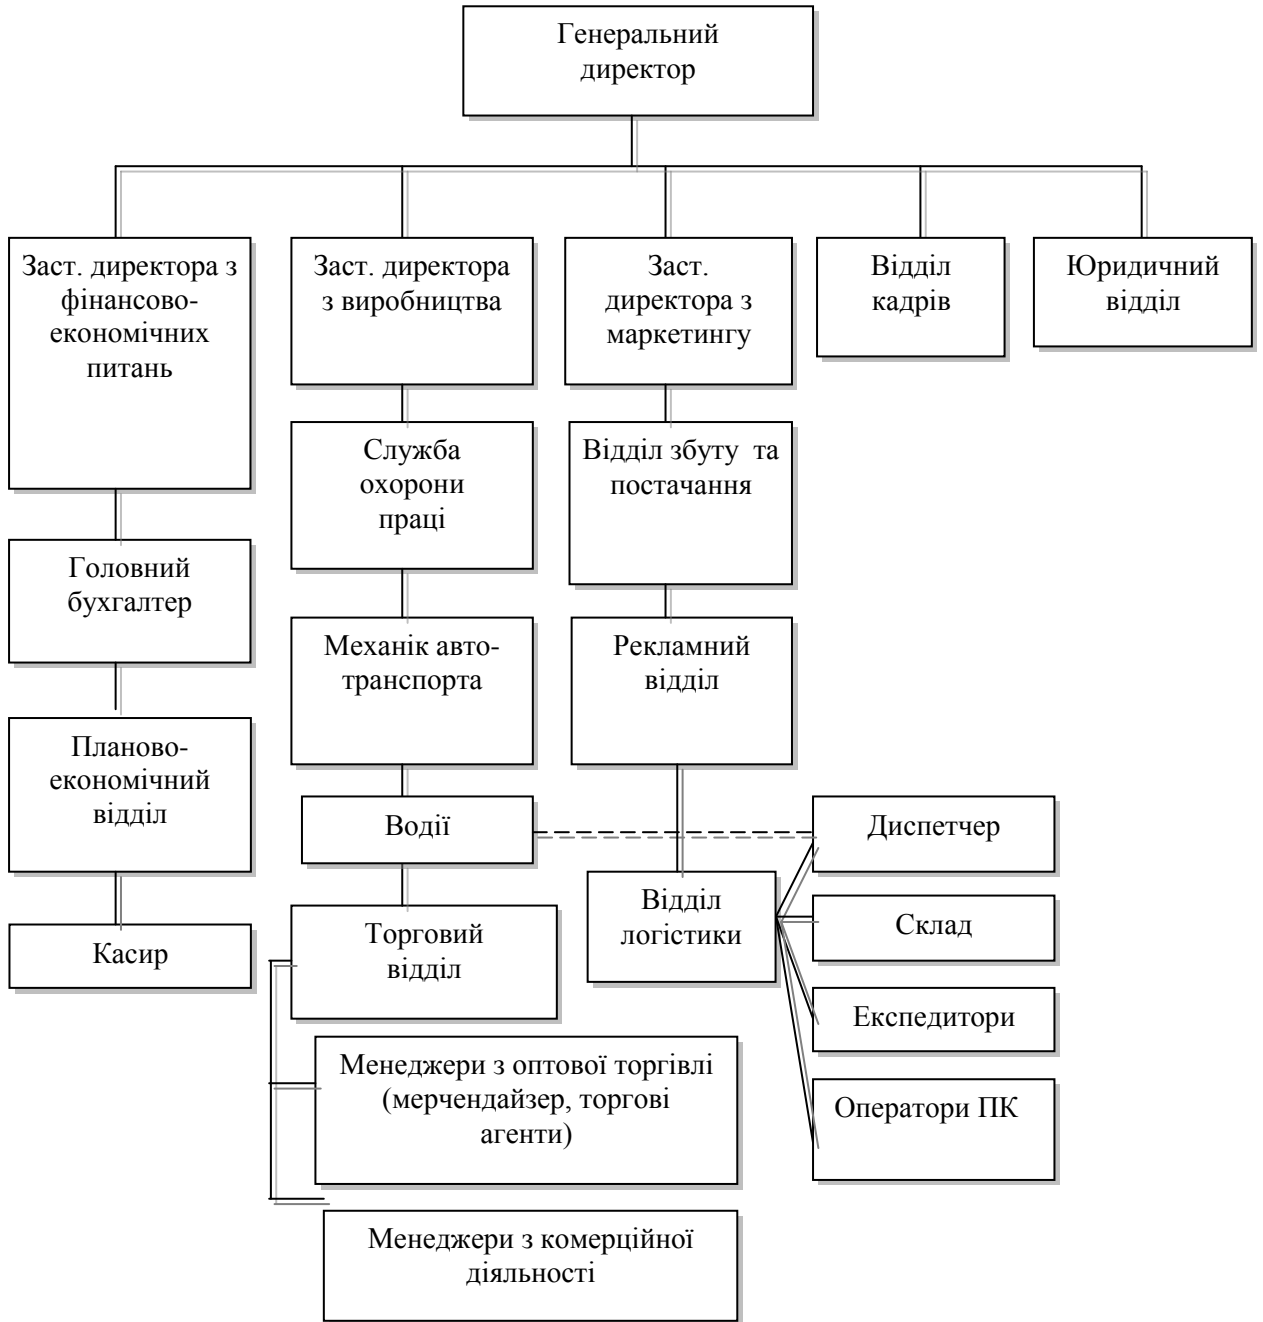 Генеральний
директор
Заст. директора з
фінансово-
економічних
питань
Заст. директора
з виробництва
Заст.
директора з
маркетингу
Відділ
кадрів
Юридичний
відділ
Служба
охорони
праці
Відділ збуту та
постачання
Головний
бухгалтер
Механік авто-
транспорта
Рекламний
відділ
Планово-
економічний
відділ
Водії
Диспетчер
Касир
Торговий
відділ
Відділ
логістики
Склад
Експедитори
Менеджери з оптової торгівлі
(мерчендайзер, торгові
агенти)
Оператори ПК
Менеджери з комерційної
діяльності